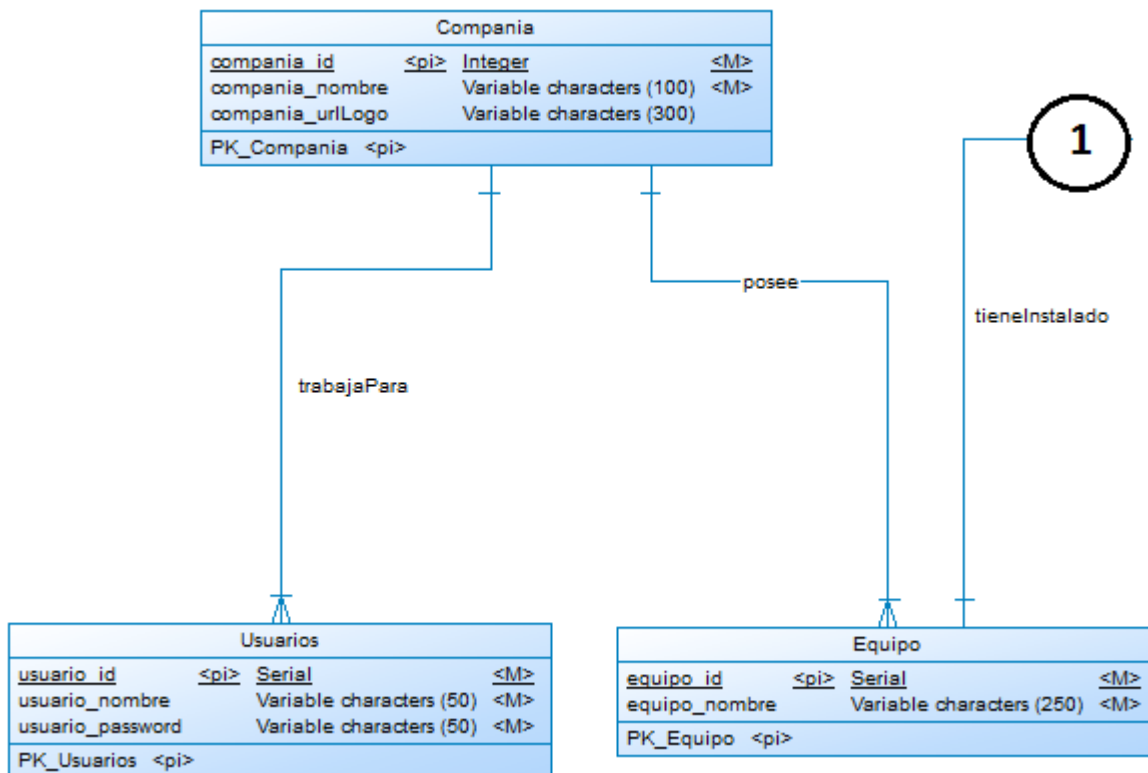 Compania
compania_id <pi> Integer <M>
compania_nombre Variable characters (100) <M>
compania_urlLogo Variable characters (300)
PK_Compania <pi>
1
posee
tieneInstalado
trabajaPara
Usuarios
usuario_id <pi> Serial <M>
usuario_nombre Variable characters (50) <M>
usuario_password Variable characters (50) <M>
PK_Usuarios <pi>
Equipo
equipo_id <pi> Serial <M>
equipo_nombre Variable characters (250) <M>
PK_Equipo <pi>